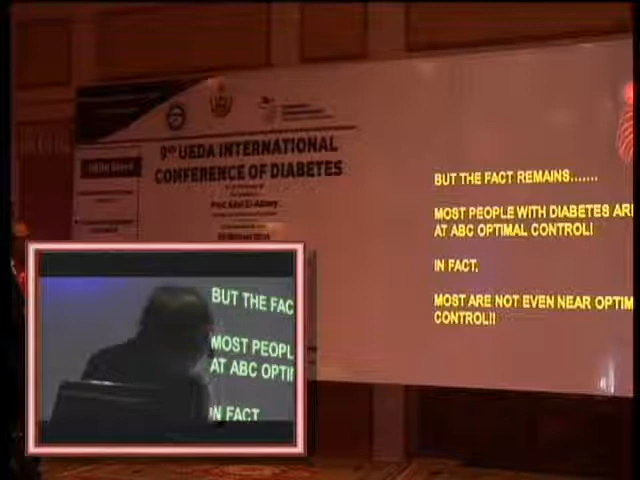 9th UEDA INTERNATIONAL
CONFERENCE OF DIABETES
BUT THE FACT REMAINS.......
MOST PEOPLE WITH DIABETES AR
AT ABC OPTIMAL CONTROL!
IN FACT,
MOST ARE NOT EVEN NEAR OPTIM
CONTROL!!
BUT THE FAC
MOST PEOPL
AT ABC OPTI
IN FACT